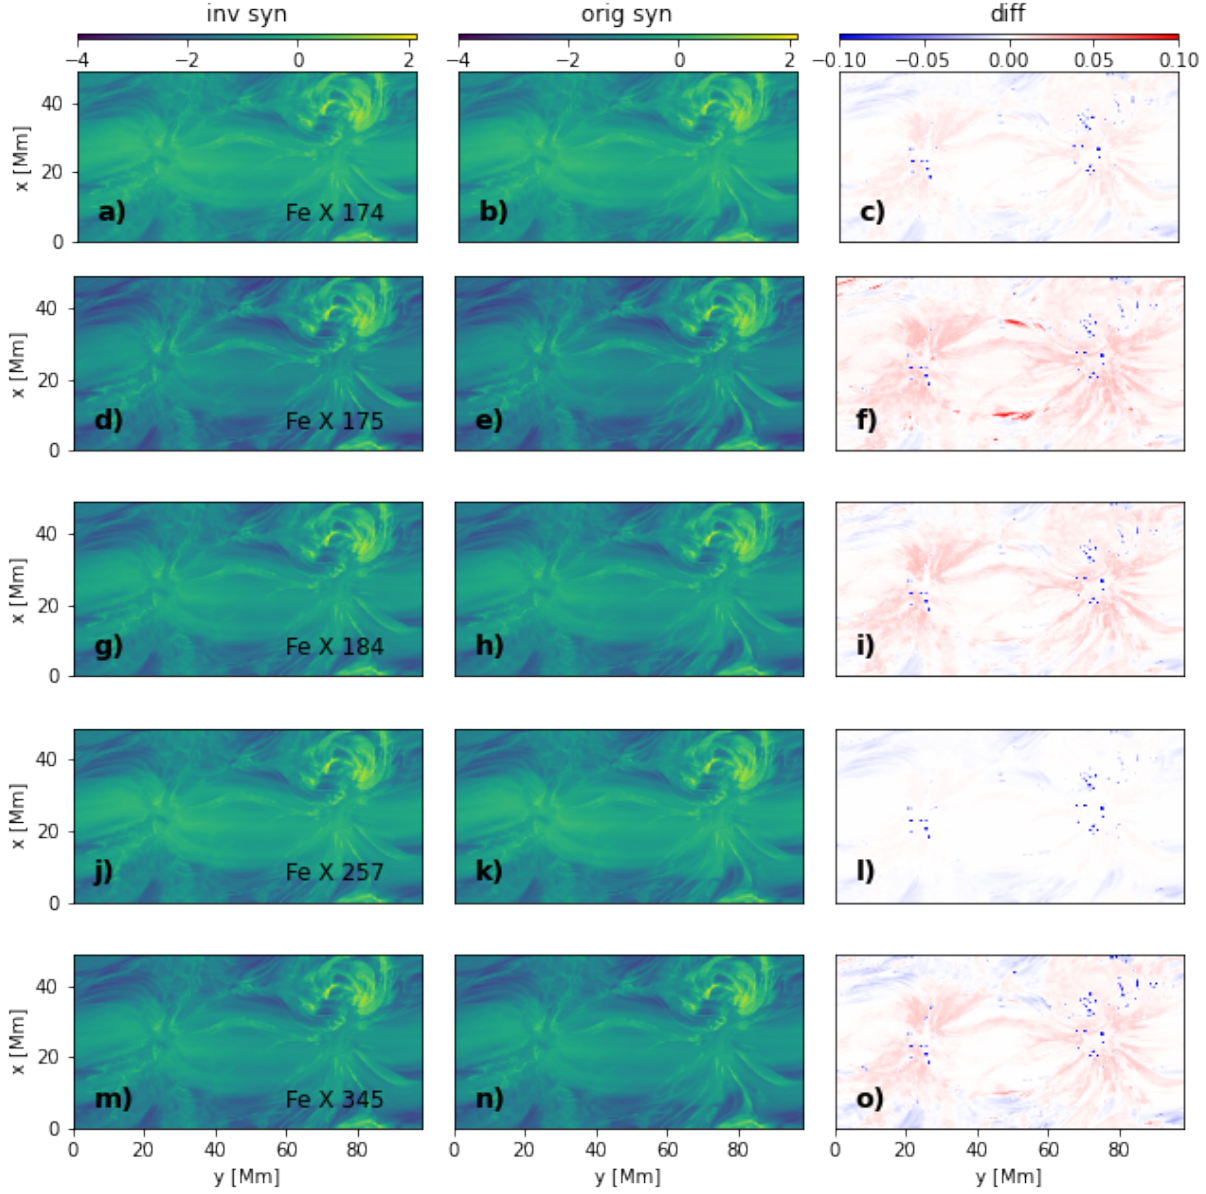 inv syn orig syn diff
−4 −2 0 2 −4 −2 0 2 −0.10 −0.05 0.00 0.05 0.10
40
20
0
x [Mm]
a) Fe X 174 b) c)
40
20
0
x [Mm]
d) Fe X 175 e) f)
40
20
0
x [Mm]
g) Fe X 184 h) i)
40
20
0
x [Mm]
j) Fe X 257 k) l)
40
20
0
x [Mm]
m) Fe X 345 n) o)
0 20 40 60 80 0 20 40 60 80 0 20 40 60 80
y [Mm] y [Mm] y [Mm]